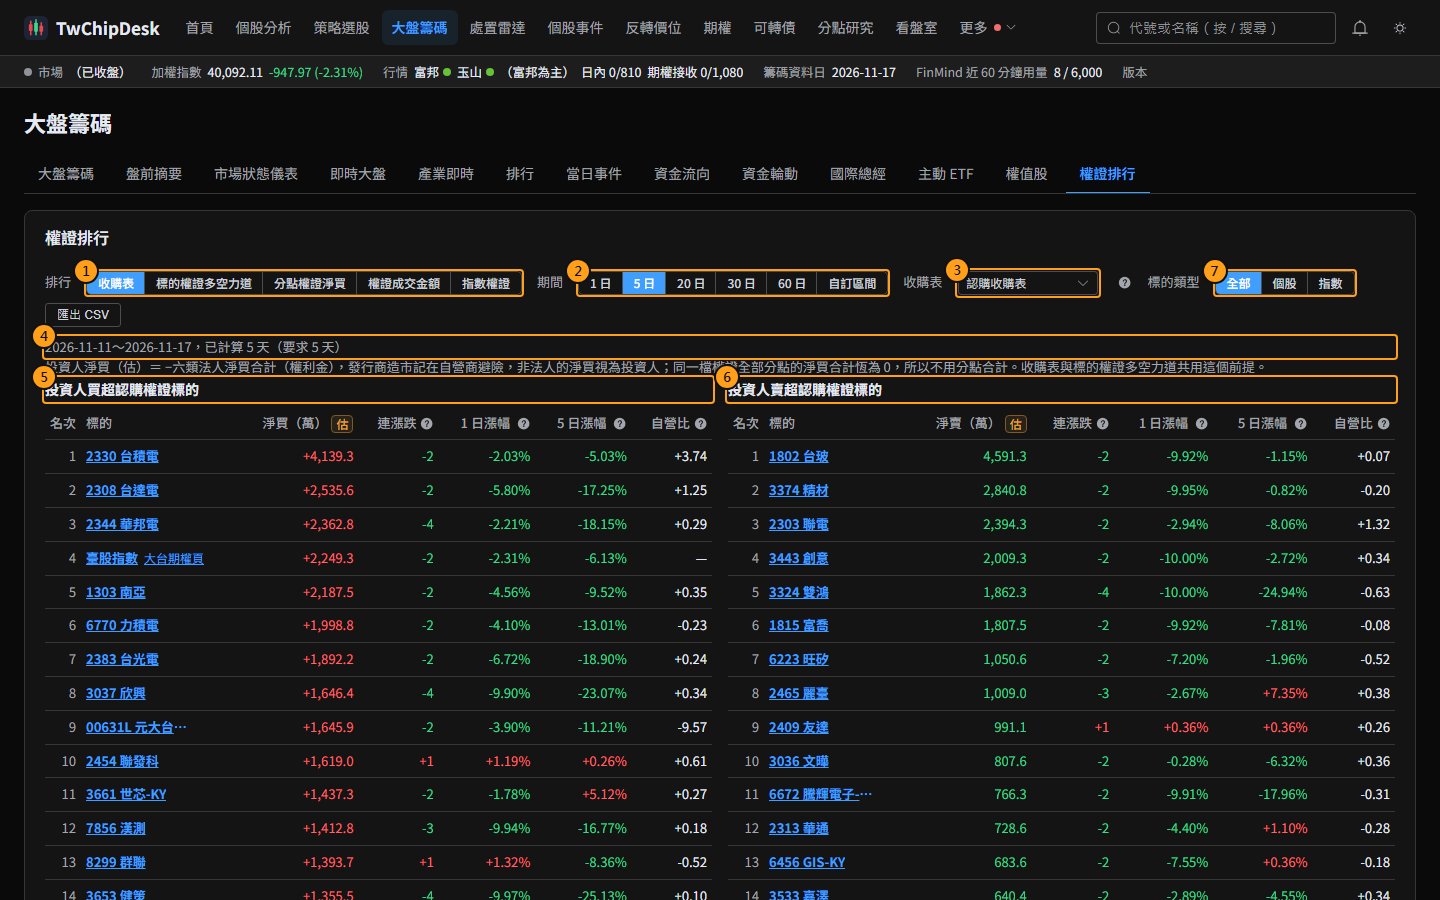 TwChipDesk 首頁 個股分析 策略選股 大盤籌碼 處置雷達 個股事件 反轉價位 期權 可轉債 分點研究 看盤室 更多 代號或名稱（按 / 搜尋）
市場 （已收盤） 加權指數 40,092.11 -947.97 (-2.31%) 行情 富邦 玉山 （富邦為主） 日內 0/810 期權接收 0/1,080 籌碼資料日 2026-11-17 FinMind 近 60 分鐘用量 8 / 6,000 版本
大盤籌碼
大盤籌碼 盤前摘要 市場狀態儀表 即時大盤 產業即時 排行 當日事件 資金流向 資金輪動 國際總經 主動 ETF 權值股 權證排行
權證排行
排行 1 收購表 標的權證多空力道 分點權證淨買 權證成交金額 指數權證 期間 2 1 日 5 日 20 日 30 日 60 日 自訂區間 收購表 3 認購收購表 ? 標的類型 7 全部 個股 指數
匯出 CSV
4 2026-11-11～2026-11-17，已計算 5 天（要求 5 天）
投資人淨買（估）＝ −六類法人淨買合計（權利金），發行商造市記在自營商避險，非法人的淨買視為投資人；同一檔權證全部分點的淨買合計恆為 0，所以不用分點合計。收購表與標的權證多空力道共用這個前提。
5 投資人買超認購權證標的 6 投資人賣超認購權證標的
名次 標的 淨買（萬） 估 連漲跌 ? 1 日漲幅 ? 5 日漲幅 ? 自營比 ? 名次 標的 淨賣（萬） 估 連漲跌 ? 1 日漲幅 ? 5 日漲幅 ? 自營比 ?
1 2330 台積電 +4,139.3 -2 -2.03% -5.03% +3.74 1 1802 台玻 4,591.3 -2 -9.92% -1.15% +0.07
2 2308 台達電 +2,535.6 -2 -5.80% -17.25% +1.25 2 3374 精材 2,840.8 -2 -9.95% -0.82% -0.20
3 2344 華邦電 +2,362.8 -4 -2.21% -18.15% +0.29 3 2303 聯電 2,394.3 -2 -2.94% -8.06% +1.32
4 臺股指數 大台期權頁 +2,249.3 -2 -2.31% -6.13% — 4 3443 創意 2,009.3 -2 -10.00% -2.72% +0.34
5 1303 南亞 +2,187.5 -2 -4.56% -9.52% +0.35 5 3324 雙鴻 1,862.3 -4 -10.00% -24.94% -0.63
6 6770 力積電 +1,998.8 -2 -4.10% -13.01% -0.23 6 1815 富喬 1,807.5 -2 -9.92% -7.81% -0.08
7 2383 台光電 +1,892.2 -2 -6.72% -18.90% +0.24 7 6223 旺矽 1,050.6 -2 -7.20% -1.96% -0.52
8 3037 欣興 +1,646.4 -4 -9.90% -23.07% +0.34 8 2465 麗臺 1,009.0 -3 -2.67% +7.35% +0.38
9 00631L 元大台… +1,645.9 -2 -3.90% -11.21% -9.57 9 2409 友達 991.1 +1 +0.36% +0.36% +0.26
10 2454 聯發科 +1,619.0 +1 +1.19% +0.26% +0.61 10 3036 文曄 807.6 -2 -0.28% -6.32% +0.36
11 3661 世芯-KY +1,437.3 -2 -1.78% +5.12% +0.27 11 6672 騰輝電子-… 766.3 -2 -9.91% -17.96% -0.31
12 7856 漢測 +1,412.8 -3 -9.94% -16.77% +0.18 12 2313 華通 728.6 -2 -4.40% +1.10% -0.28
13 8299 群聯 +1,393.7 +1 +1.32% -8.36% -0.52 13 6456 GIS-KY 683.6 -2 -7.55% +0.36% -0.18
14 3653 健策 +1,355.5 -4 -9.97% -25.13% +0.10 14 3533 嘉澤 640.4 -2 -2.89% -4.55% +0.34